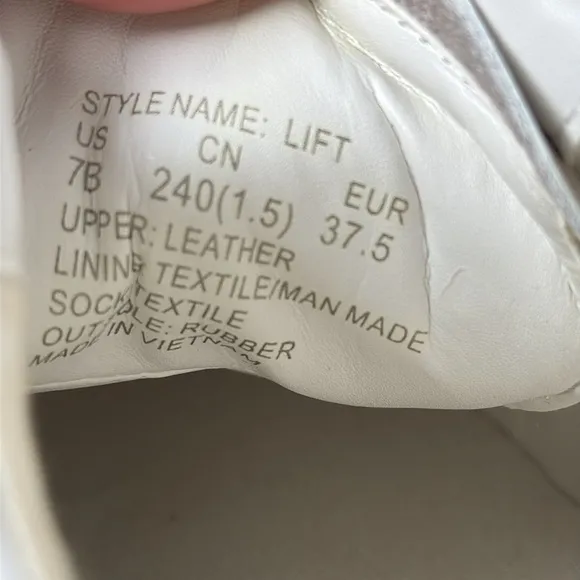 STYLE NAME: LIFT
US CN EUR
7B 240(1.5) 37.5
UPPER: LEATHER
LINING TEXTILE/MAN MADE
SOCK TEXTILE
RUBBER
MADE IN VIETNAM